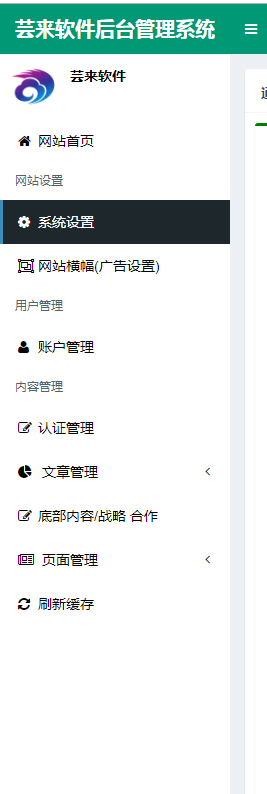 芸来软件后台管理系统
芸来软件
网站首页
网站设置
系统设置
网站横幅(广告设置)
用户管理
账户管理
内容管理
认证管理
文章管理
底部内容/战略 合作
页面管理
刷新缓存